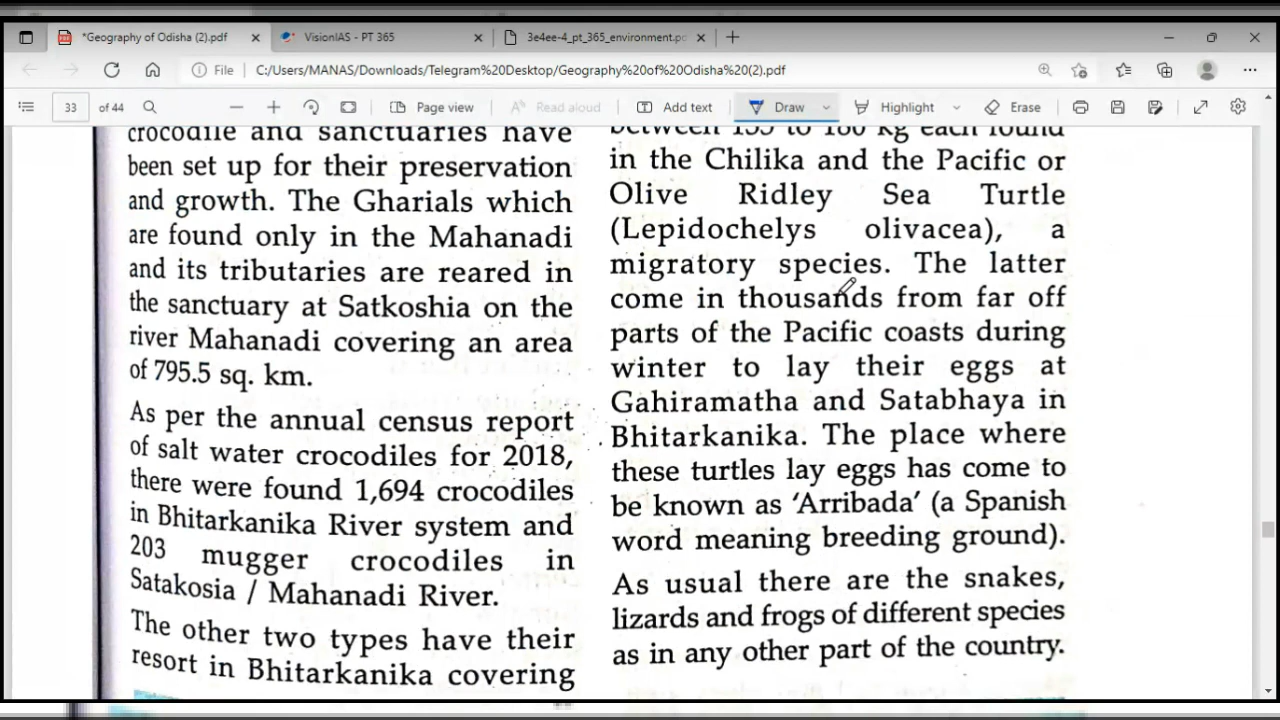 *Geography of Odisha (2).pdf
VisionIAS - PT 365
3e4ee-4_pt_365_environment.pd
File
C:/Users/MANAS/Downloads/Telegram%20Desktop/Geography%20of%20Odisha%20(2).pdf
33 of 44
Page view
Read aloud
Add text
Draw
Highlight
Erase
crocodile and sanctuaries have
been set up for their preservation
and growth. The Gharials which
are found only in the Mahanadi
and its tributaries are reared in
the sanctuary at Satkoshia on the
river Mahanadi covering an area
of 795.5 sq. km.
As per the annual census report
of salt water crocodiles for 2018,
there were found 1,694 crocodiles
in Bhitarkanika River system and
203 mugger crocodiles in
Satakosia / Mahanadi River.
The other two types have their
resort in Bhitarkanika covering
between 155 to 160 kg each found
in the Chilika and the Pacific or
Olive Ridley Sea Turtle
(Lepidochelys olivacea), a
migratory species. The latter
come in thousands from far off
parts of the Pacific coasts during
winter to lay their eggs at
Gahiramatha and Satabhaya in
Bhitarkanika. The place where
these turtles lay eggs has come to
be known as 'Arribada' (a Spanish
word meaning breeding ground).
As usual there are the snakes,
lizards and frogs of different species
as in any other part of the country.